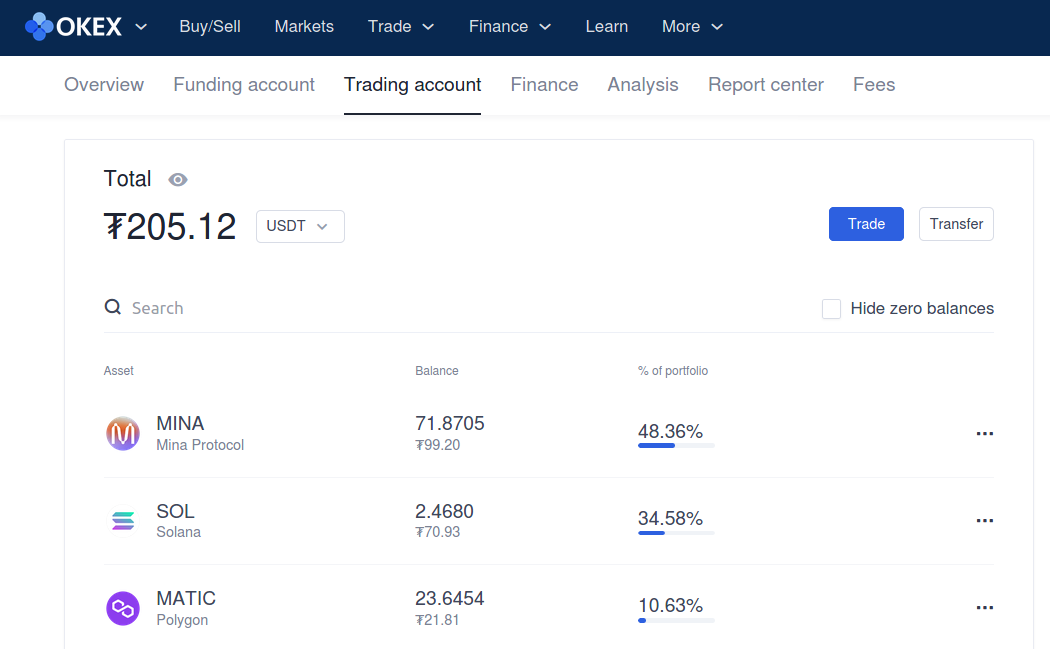 OKEX Buy/Sell Markets Trade Finance Learn More
Overview Funding account Trading account Finance Analysis Report center Fees
Total
₮205.12 USDT Trade Transfer
Search Hide zero balances
Asset Balance % of portfolio
MINA 71.8705 48.36%
Mina Protocol ₮99.20
SOL 2.4680 34.58%
Solana ₮70.93
MATIC 23.6454 10.63%
Polygon ₮21.81